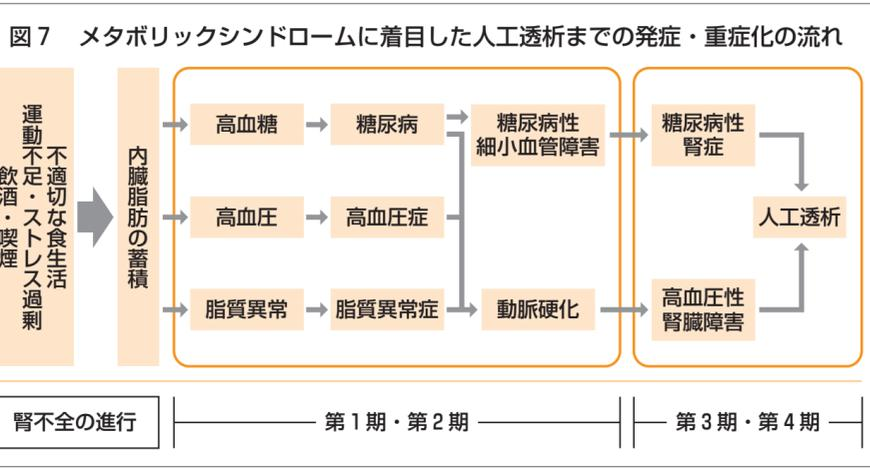 図7 メタボリックシンドロームに着目した人工透析までの発症・重症化の流れ
不適切な食生活
運動不足・ストレス過剰
飲酒・喫煙
内臓脂肪の蓄積
高血糖
糖尿病
糖尿病性
細小血管障害
糖尿病性
腎症
高血圧
高血圧症
人工透析
脂質異常
脂質異常症
動脈硬化
高血圧性
腎臓障害
腎不全の進行
第1期・第2期
第3期・第4期